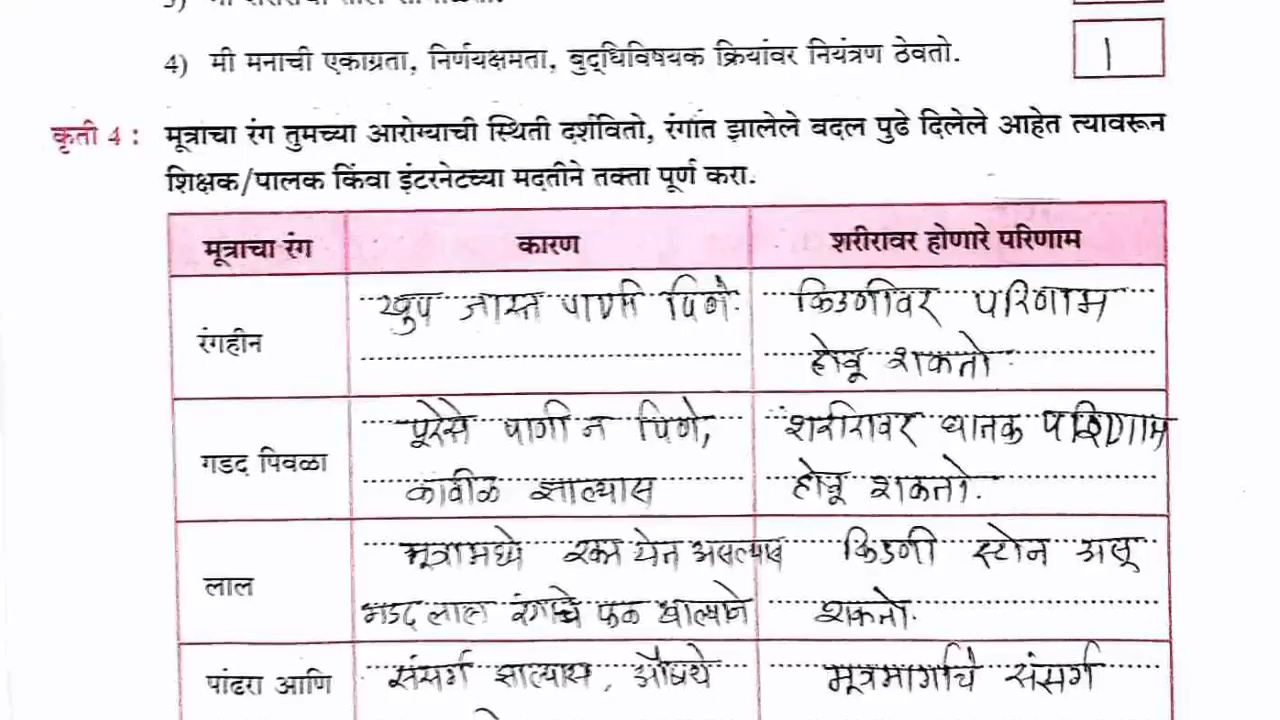 4) मी मनाची एकाग्रता, निर्णयक्षमता, बुद्धिविषयक क्रियांवर नियंत्रण ठेवतो. 1
कृती 4 : मूत्राचा रंग तुमच्या आरोग्याची स्थिती दर्शवितो, रंगात झालेले बदल पुढे दिलेले आहेत त्यावरून
शिक्षक/पालक किंवा इंटरनेटच्या मदतीने तक्ता पूर्ण करा.
मूत्राचा रंग कारण शरीरावर होणारे परिणाम
रंगहीन
खुप जास्त पाणी पिणे.
किडणीवर परिणाम
होवू शकतो.
गडद पिवळा
पूरेसे पाणी न पिणे,
कावीळ झाल्यास
शरीरावर घातक परिणाम
होवू शकतो.
लाल
मूत्रामध्ये रक्त येत असल्यास
गडद लाल रंगाचे फळ खाल्याने
किडणी स्टोन असू
शकतो.
पांढरा आणि
संसर्ग झाल्यास, औषधे
मूत्रमार्गाचे संसर्ग